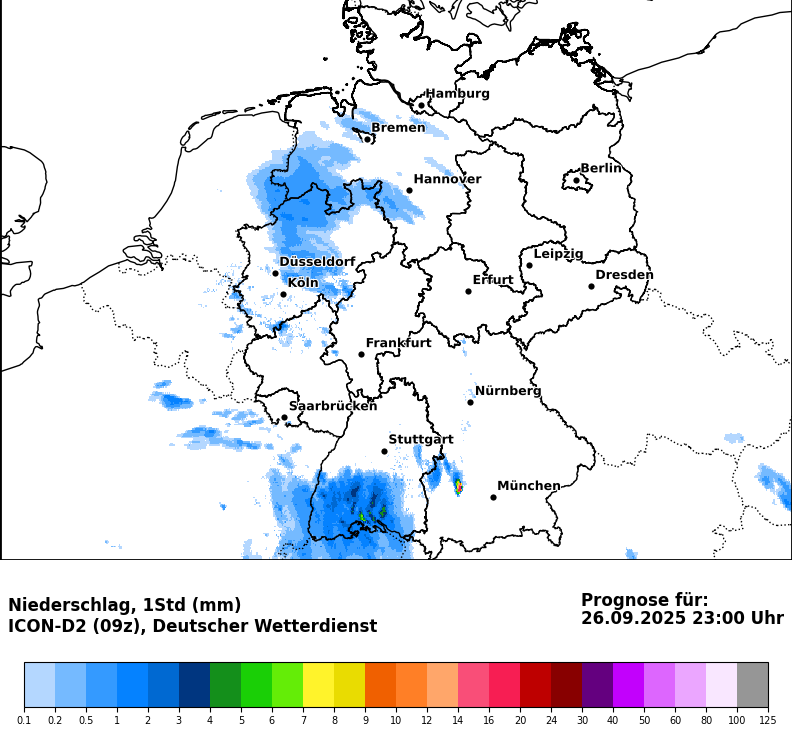 Hamburg
Bremen
Berlin
Hannover
Leipzig
Düsseldorf
Dresden
Köln
Erfurt
Frankfurt
Nürnberg
Saarbrücken
Stuttgart
München
Niederschlag, 1Std (mm)
ICON-D2 (09z), Deutscher Wetterdienst
Prognose für:
26.09.2025 23:00 Uhr
0.1 0.2 0.5 1 2 3 4 5 6 7 8 9 10 12 14 16 20 24 30 40 50 60 80 100 125